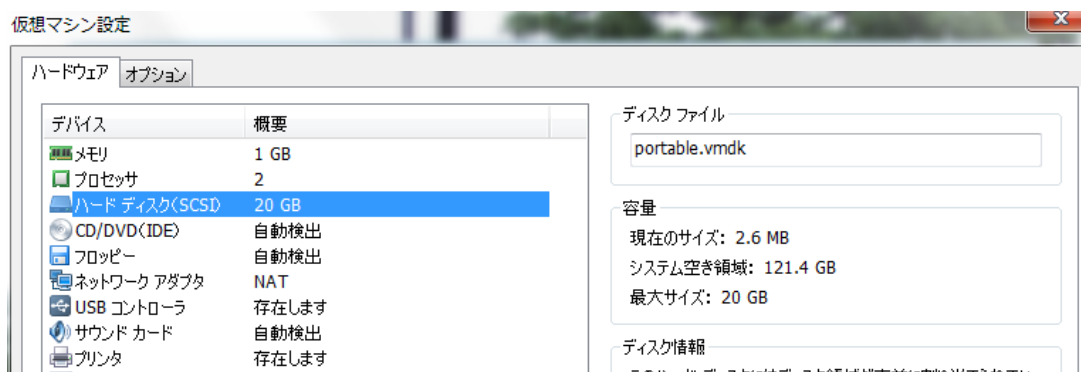 仮想マシン設定
ハードウェア オプション
デバイス 概要
メモリ 1 GB
プロセッサ 2
ハード ディスク(SCSI) 20 GB
CD/DVD(IDE) 自動検出
フロッピー 自動検出
ネットワーク アダプタ NAT
USB コントローラ 存在します
サウンド カード 自動検出
プリンタ 存在します
ディスク ファイル
portable.vmdk
容量
現在のサイズ: 2.6 MB
システム空き領域: 121.4 GB
最大サイズ: 20 GB
ディスク情報